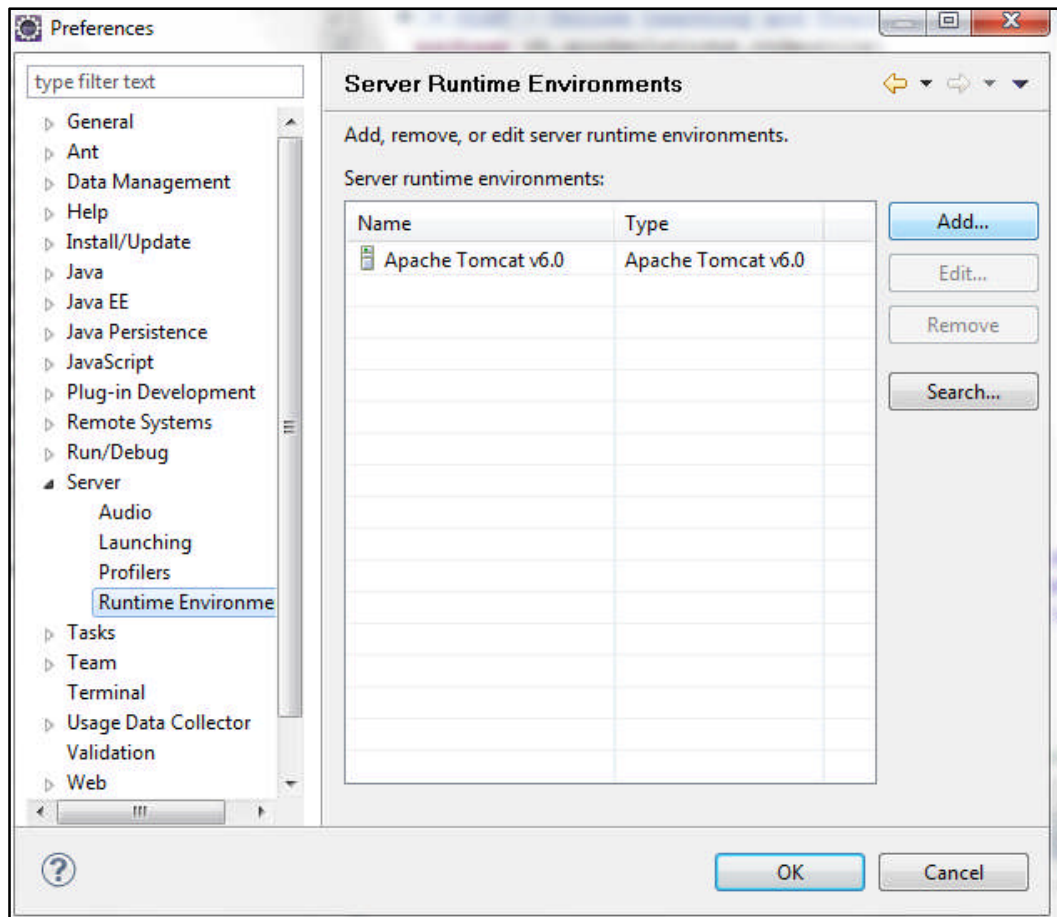 Preferences
type filter text
General
Ant
Data Management
Help
Install/Update
Java
Java EE
Java Persistence
JavaScript
Plug-in Development
Remote Systems
Run/Debug
Server
Audio
Launching
Profilers
Runtime Environme
Tasks
Team
Terminal
Usage Data Collector
Validation
Web
Server Runtime Environments
Add, remove, or edit server runtime environments.
Server runtime environments:
Name Type
Apache Tomcat v6.0 Apache Tomcat v6.0
Add...
Edit...
Remove
Search...
OK Cancel